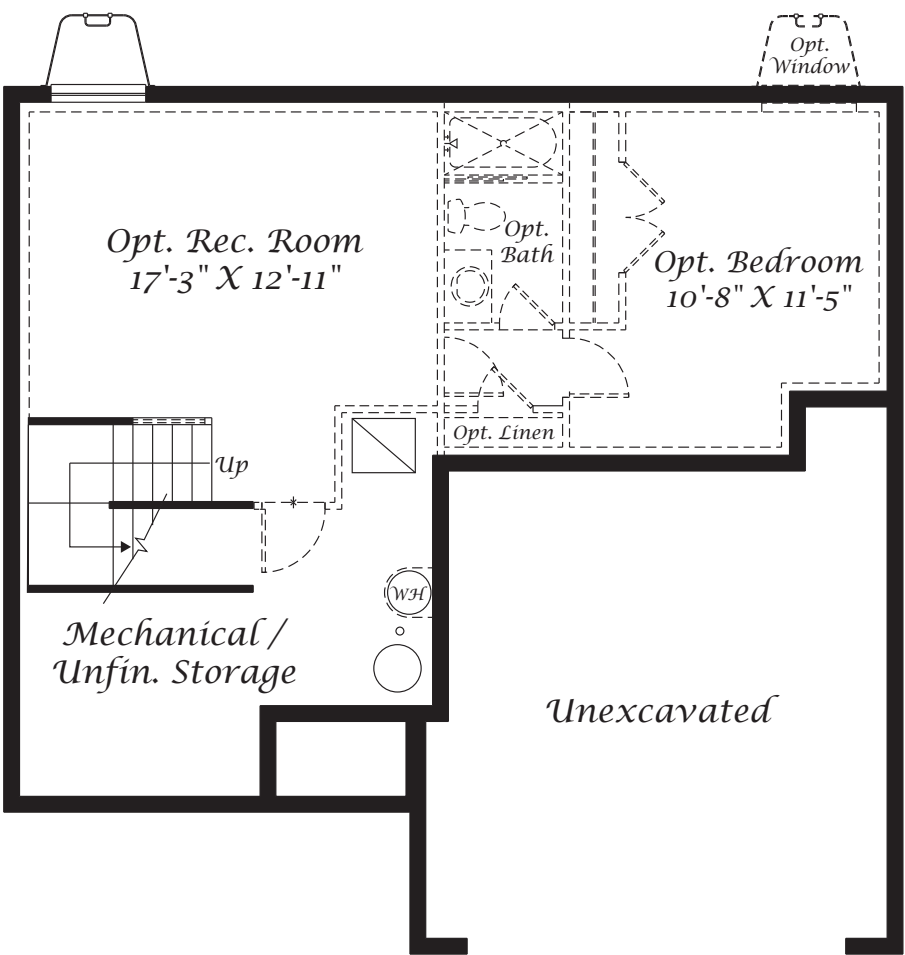 Opt.
Window
Opt. Rec. Room
17'-3" X 12'-11"
Opt.
Bath
Opt. Bedroom
10'-8" X 11'-5"
Opt. Linen
Up
WH
Mechanical /
Unfin. Storage
Unexcavated